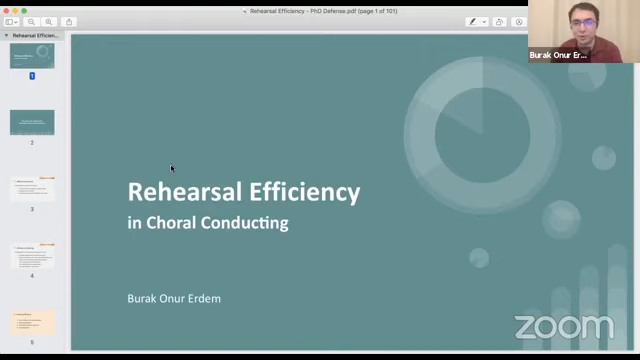 Rehearsal Efficiency - PhD Defense.pdf (page 1 of 101)
Rehearsal Efficien...
Burak Onur Er...
1
2
3
4
5
Rehearsal Efficiency
in Choral Conducting
Burak Onur Erdem
zoom